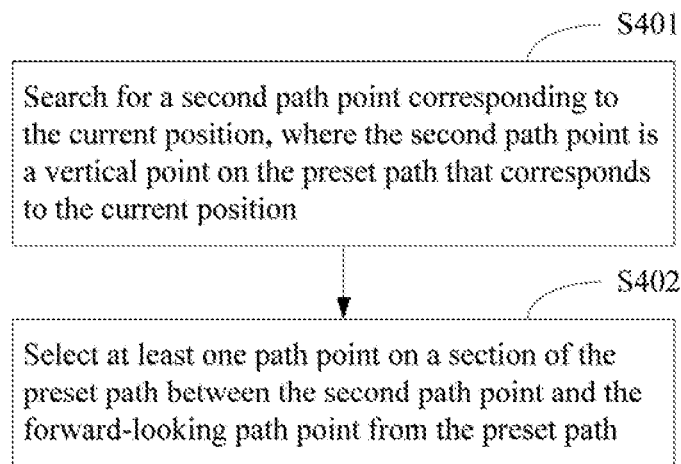 S401
Search for a second path point corresponding to
the current position, where the second path point is
a vertical point on the preset path that corresponds
to the current position
S402
Select at least one path point on a section of the
preset path between the second path point and the
forward-looking path point from the preset path